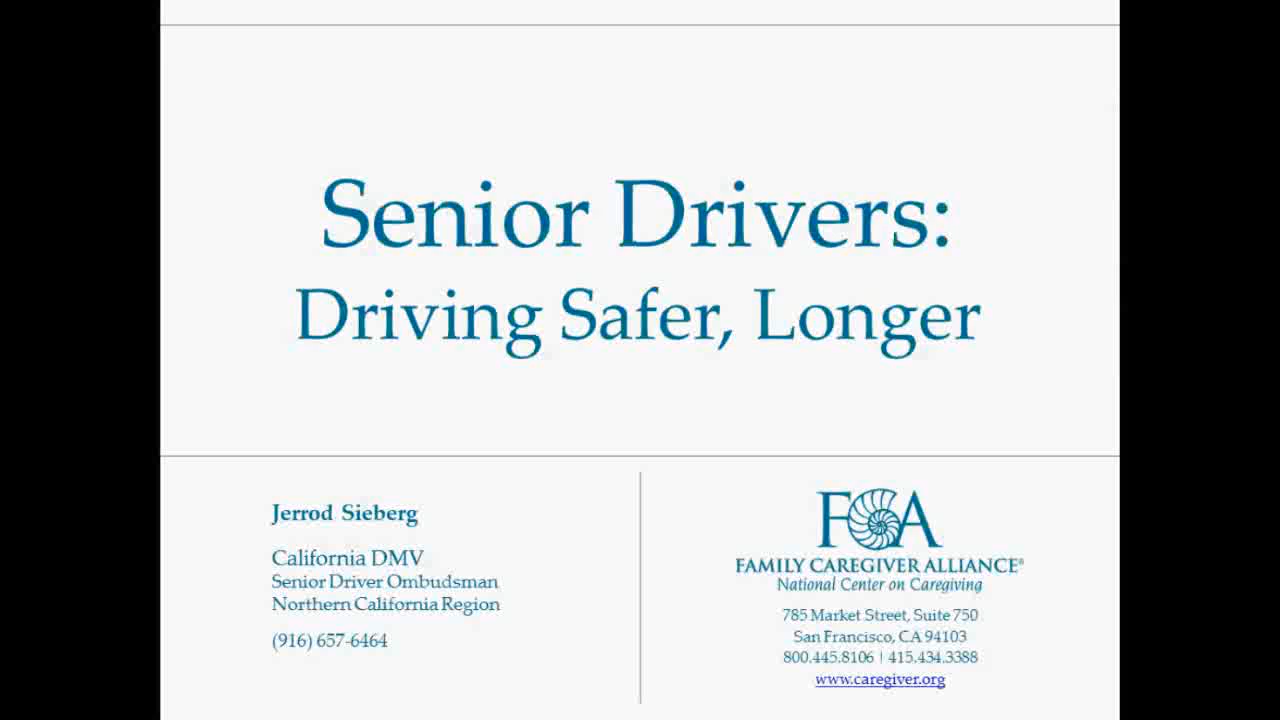 Senior Drivers:
Driving Safer, Longer
Jerrod Sieberg
California DMV
Senior Driver Ombudsman
Northern California Region
(916) 657-6464
FCA
FAMILY CAREGIVER ALLIANCE®
National Center on Caregiving
785 Market Street, Suite 750
San Francisco, CA 94103
800.445.8106 | 415.434.3388
www.caregiver.org